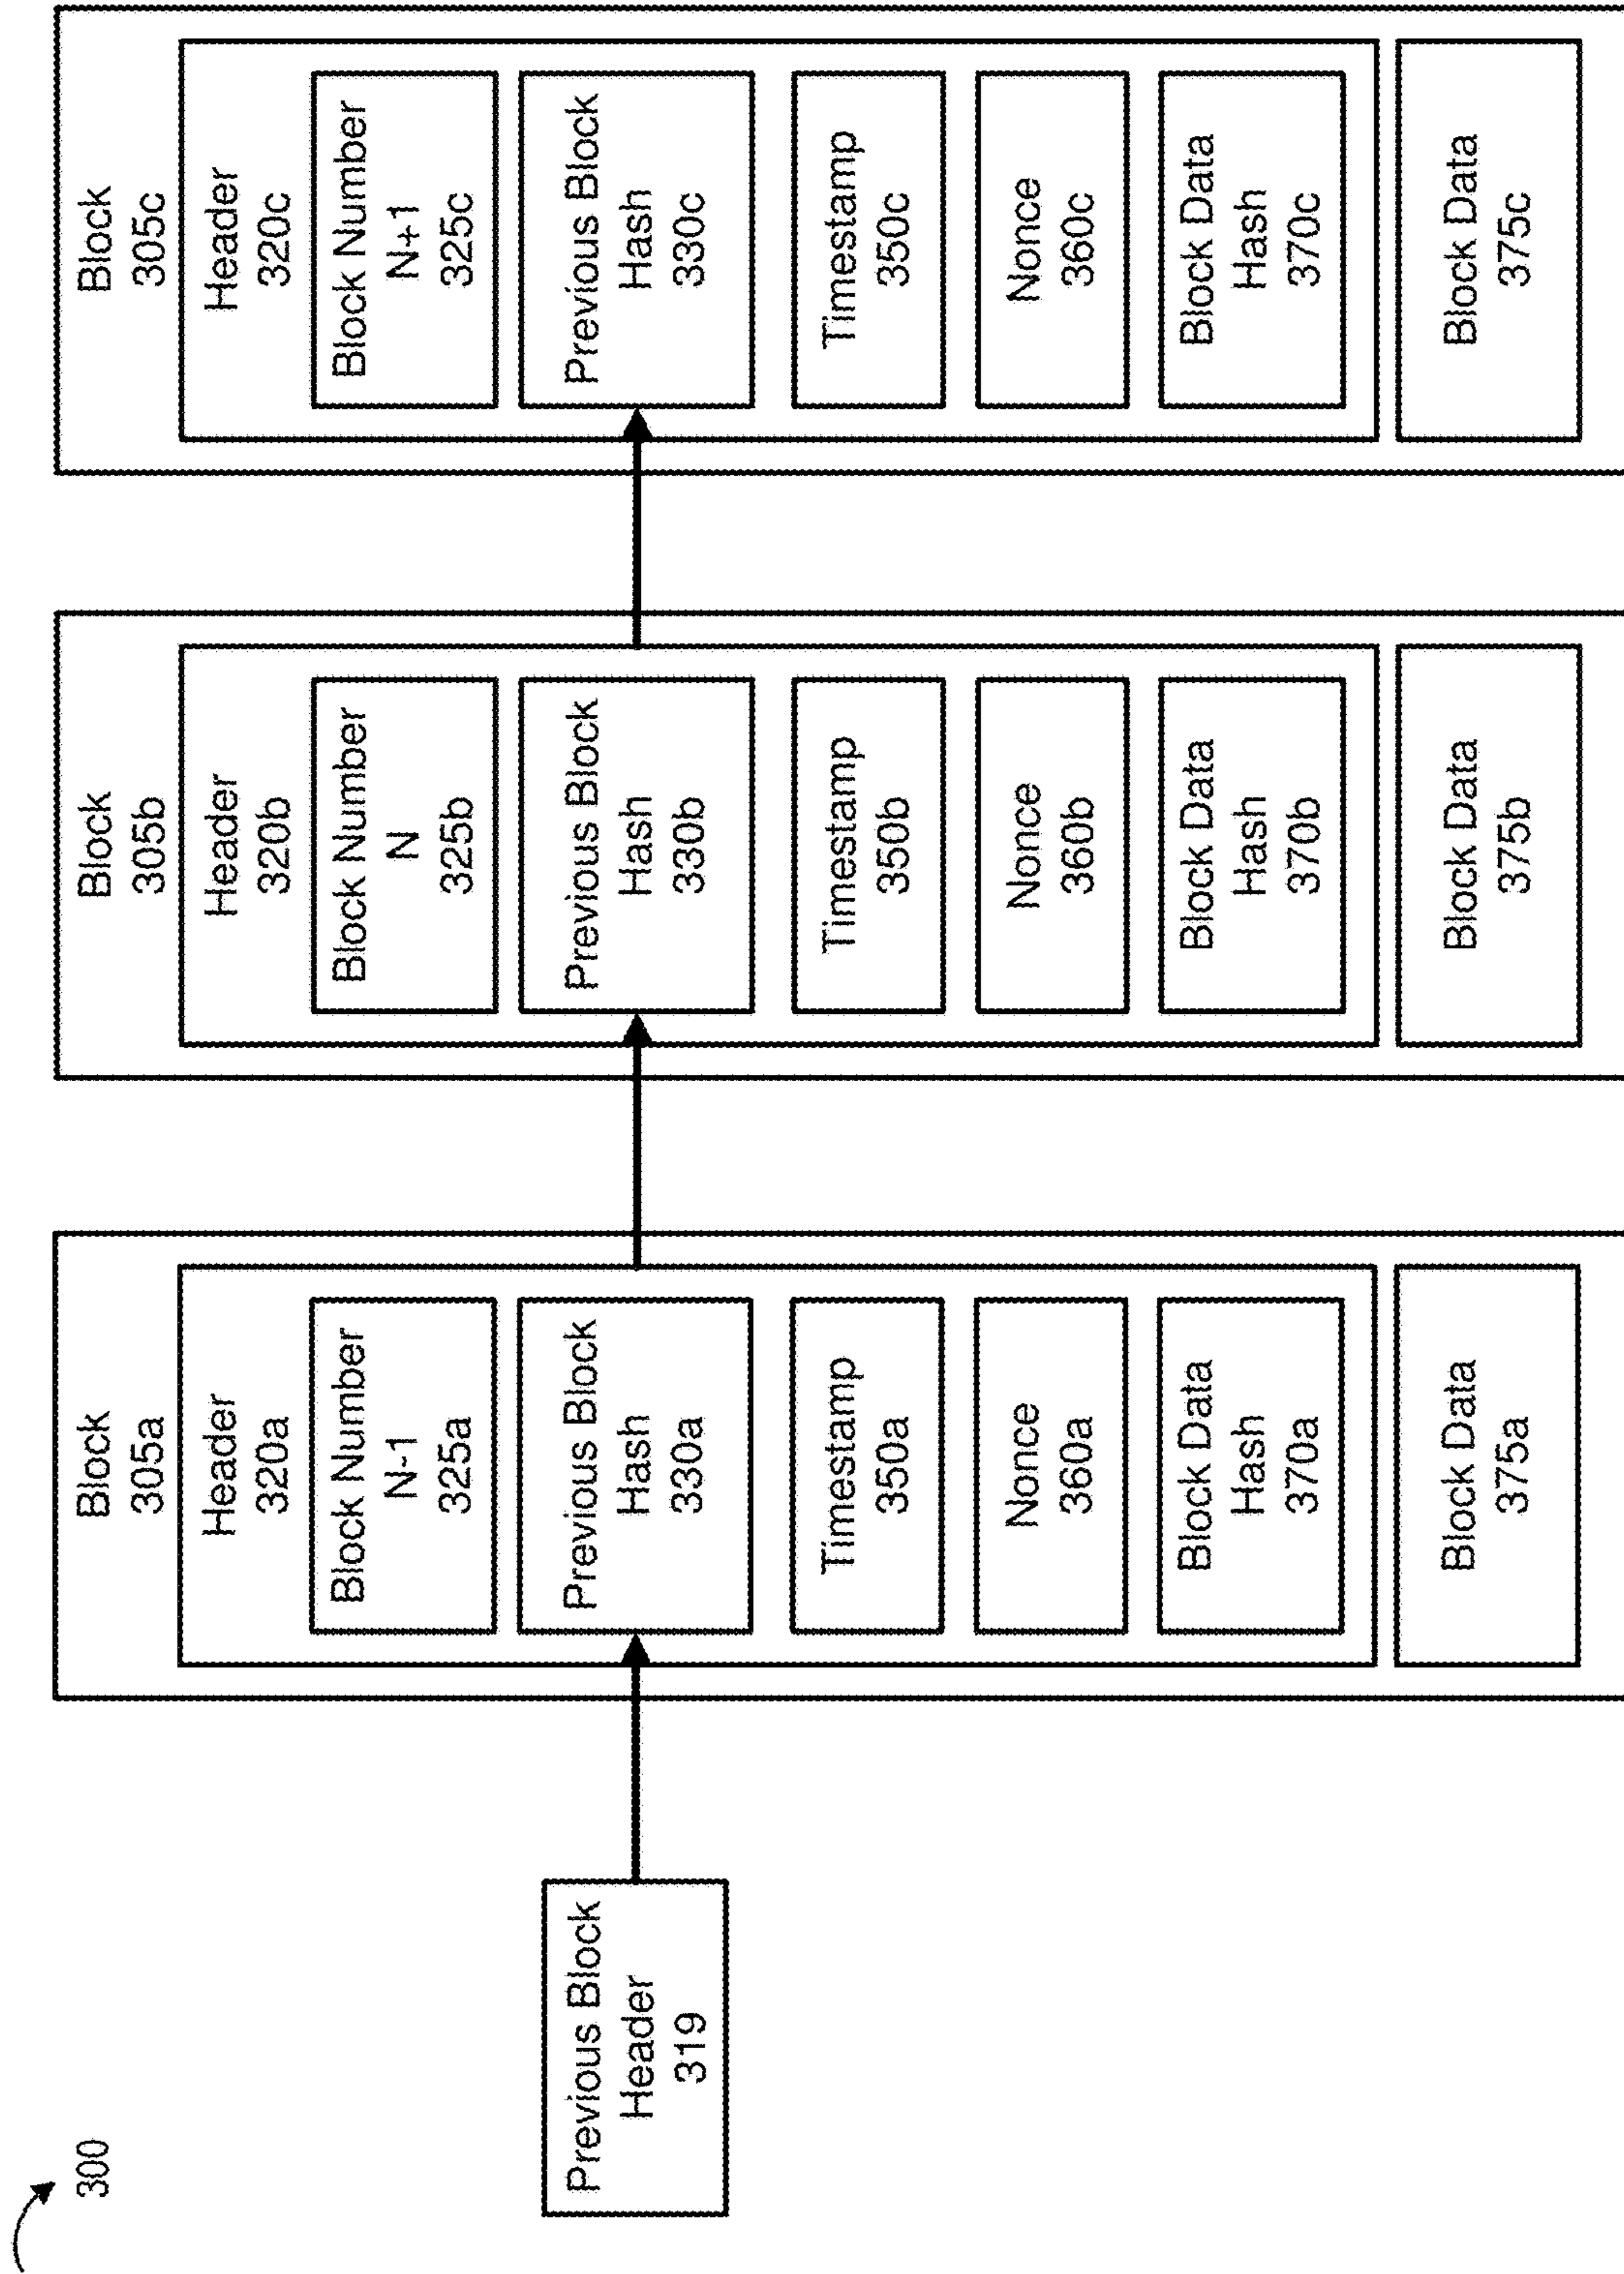 300
Previous Block
Header
319
Block
305a
Header
320a
Block Number
N-1
325a
Previous Block
Hash
330a
Timestamp
350a
Nonce
360a
Block Data
Hash
370a
Block Data
375a
Block
305b
Header
320b
Block Number
N
325b
Previous Block
Hash
330b
Timestamp
350b
Nonce
360b
Block Data
Hash
370b
Block Data
375b
Block
305c
Header
320c
Block Number
N+1
325c
Previous Block
Hash
330c
Timestamp
350c
Nonce
360c
Block Data
Hash
370c
Block Data
375c